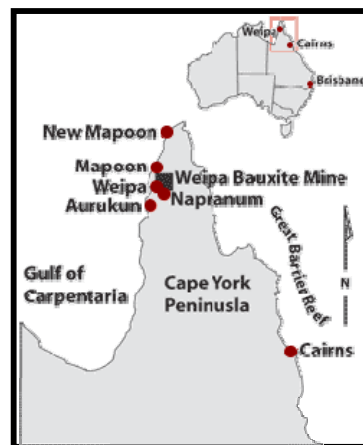 Weipa
Cairns
Brisbane
New Mapoon
Mapoon
Weipa Bauxite Mine
Weipa
Napranum
Aurukun
Great Barrier Reef
Gulf of
Carpentaria
Cape York
Peninusla
N
Cairns